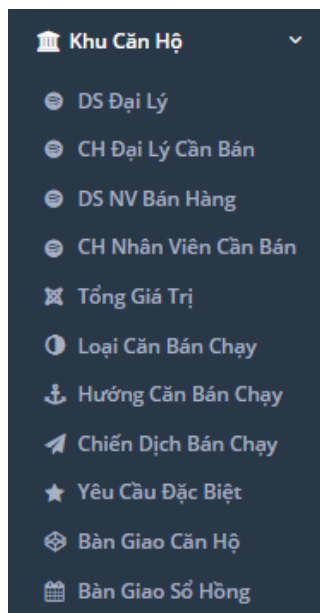 Khu Căn Hộ
DS Đại Lý
CH Đại Lý Cần Bán
DS NV Bán Hàng
CH Nhân Viên Cần Bán
Tổng Giá Trị
Loại Căn Bán Chạy
Hướng Căn Bán Chạy
Chiến Dịch Bán Chạy
Yêu Cầu Đặc Biệt
Bàn Giao Căn Hộ
Bàn Giao Sổ Hồng